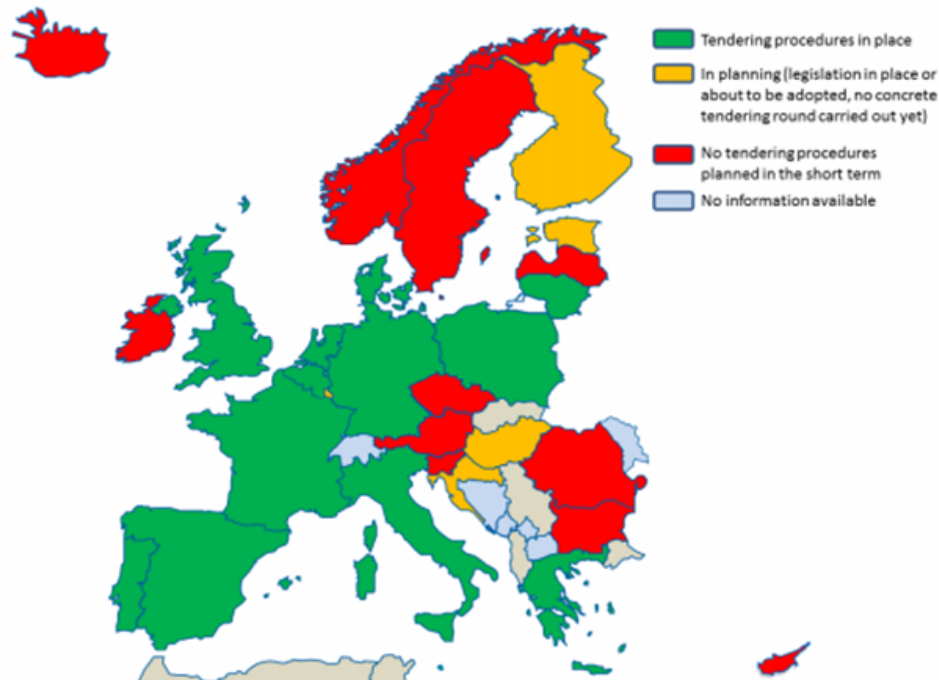 Tendering procedures in place
In planning (legislation in place or
about to be adopted, no concrete
tendering round carried out yet)
No tendering procedures
planned in the short term
No information available